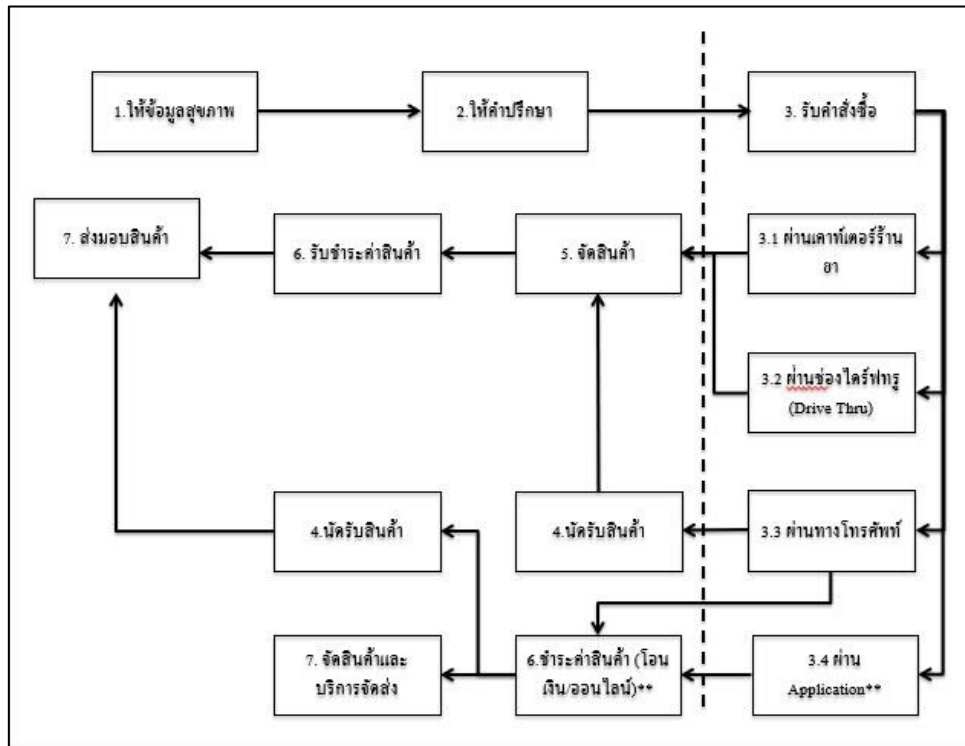 1.ให้ข้อมูลสุขภาพ
2.ให้คำปรึกษา
3. รับคำสั่งซื้อ
7. ส่งมอบสินค้า
6. รับชำระค่าสินค้า
5. จัดสินค้า
3.1 ผ่านเคาท์เตอร์ร้าน
ยา
3.2 ผ่านช่องไดร์ฟทรู
(Drive Thru)
4.นัดรับสินค้า
4.นัดรับสินค้า
3.3 ผ่านทางโทรศัพท์
7. จัดสินค้าและ
บริการจัดส่ง
6.ชำระค่าสินค้า (โอน
เงิน/ออนไลน์)**
3.4 ผ่าน
Application**